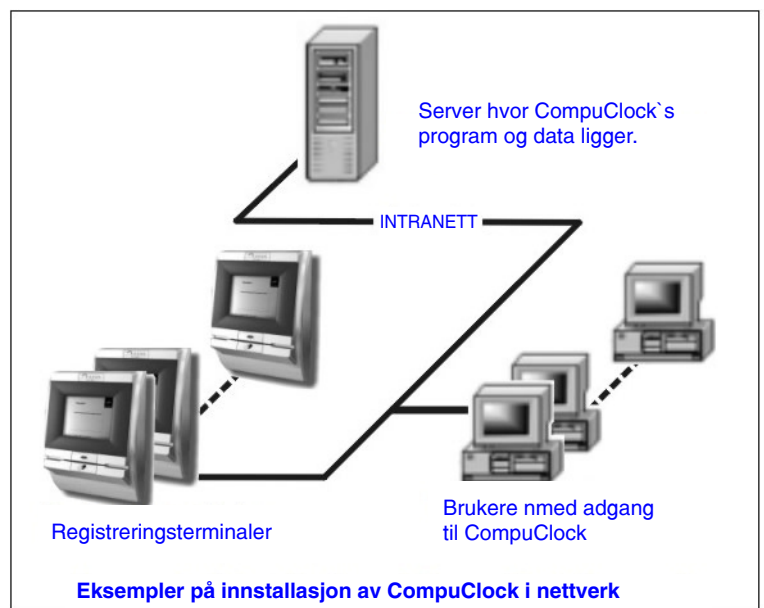 Server hvor CompuClock`s
program og data ligger.
INTRANETT
Registreringsterminaler
Brukere nmed adgang
til CompuClock
Eksempler på innstallasjon av CompuClock i nettverk